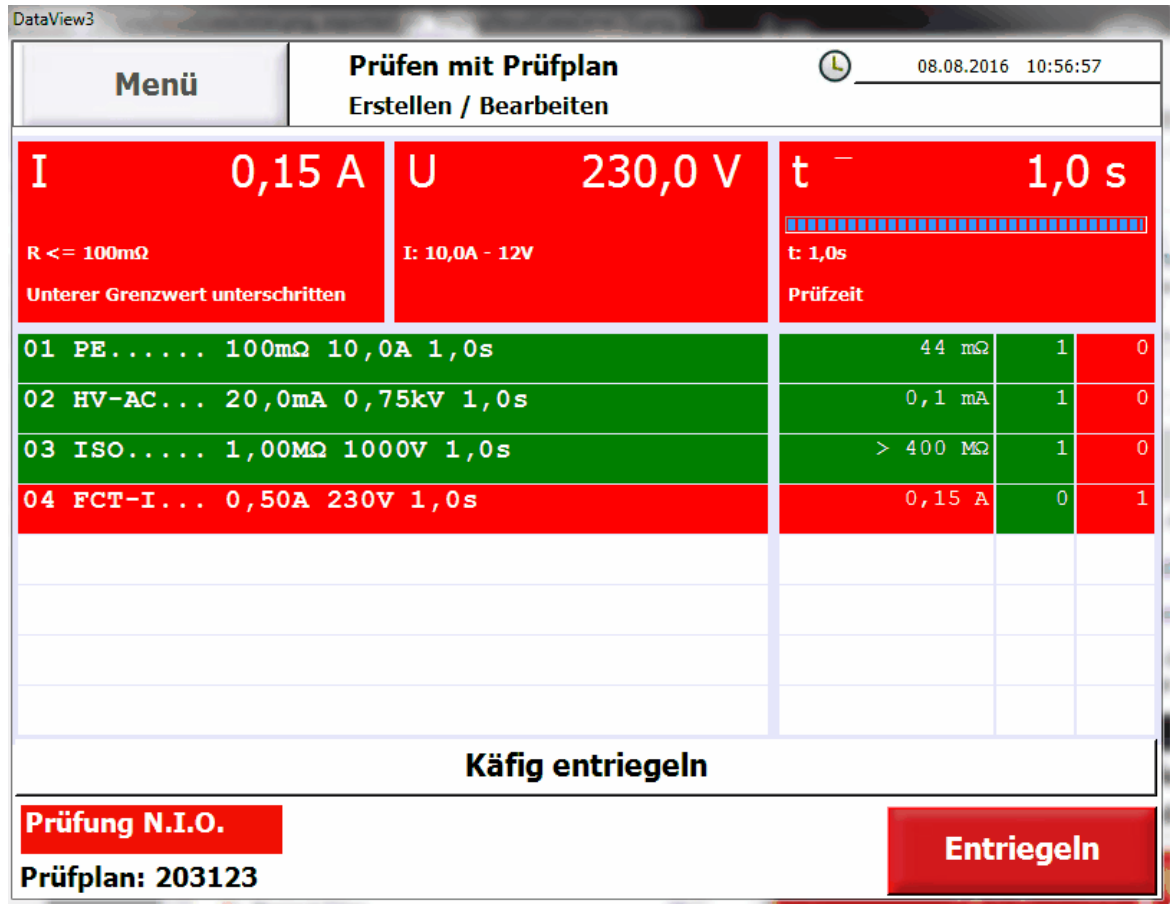 DataView3
Menü
Prüfen mit Prüfplan
Erstellen / Bearbeiten
08.08.2016 10:56:57
I 0,15 A
R <= 100mΩ
Unterer Grenzwert unterschritten
U 230,0 V
I: 10,0A - 12V
t ‾ 1,0 s
t: 1,0s
Prüfzeit
01 PE...... 100mΩ 10,0A 1,0s 44 mΩ 1 0
02 HV-AC... 20,0mA 0,75kV 1,0s 0,1 mA 1 0
03 ISO..... 1,00MΩ 1000V 1,0s > 400 MΩ 1 0
04 FCT-I... 0,50A 230V 1,0s 0,15 A 0 1
Käfig entriegeln
Prüfung N.I.O.
Prüfplan: 203123
Entriegeln